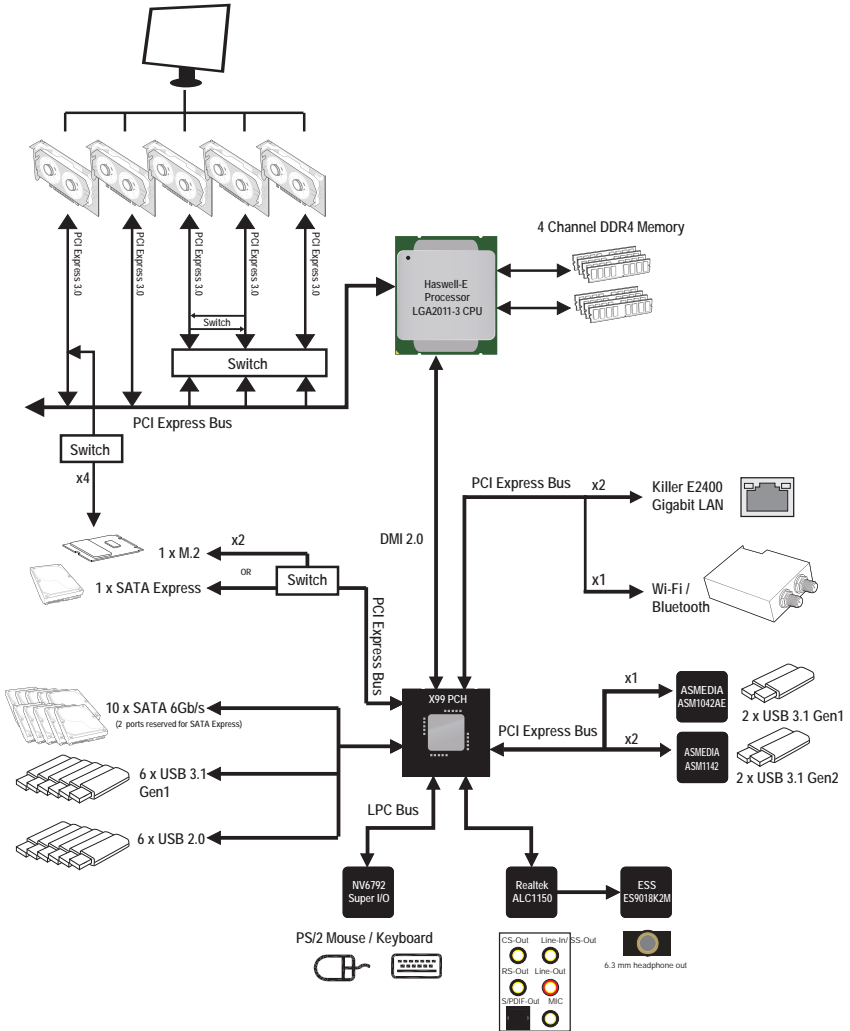 PCI Express 3.0
PCI Express 3.0
PCI Express 3.0
PCI Express 3.0
PCI Express 3.0
Switch
Switch
PCI Express Bus
Switch
x4
4 Channel DDR4 Memory
Haswell-E
Processor
LGA2011-3 CPU
DMI 2.0
PCI Express Bus
x2
Killer E2400
Gigabit LAN
x1
Wi-Fi /
Bluetooth
1 x M.2
x2
OR
Switch
1 x SATA Express
PCI Express Bus
X99 PCH
10 x SATA 6Gb/s
(2 ports reserved for SATA Express)
6 x USB 3.1
Gen1
6 x USB 2.0
PCI Express Bus
x1
ASMEDIA
ASM1042AE
2 x USB 3.1 Gen1
x2
ASMEDIA
ASM1142
2 x USB 3.1 Gen2
LPC Bus
NV6792
Super I/O
PS/2 Mouse / Keyboard
Realtek
ALC1150
ESS
ES9018K2M
CS-Out
Line-In/ SS-Out
RS-Out
Line-Out
S/PDIF-Out
MIC
6.3 mm headphone out